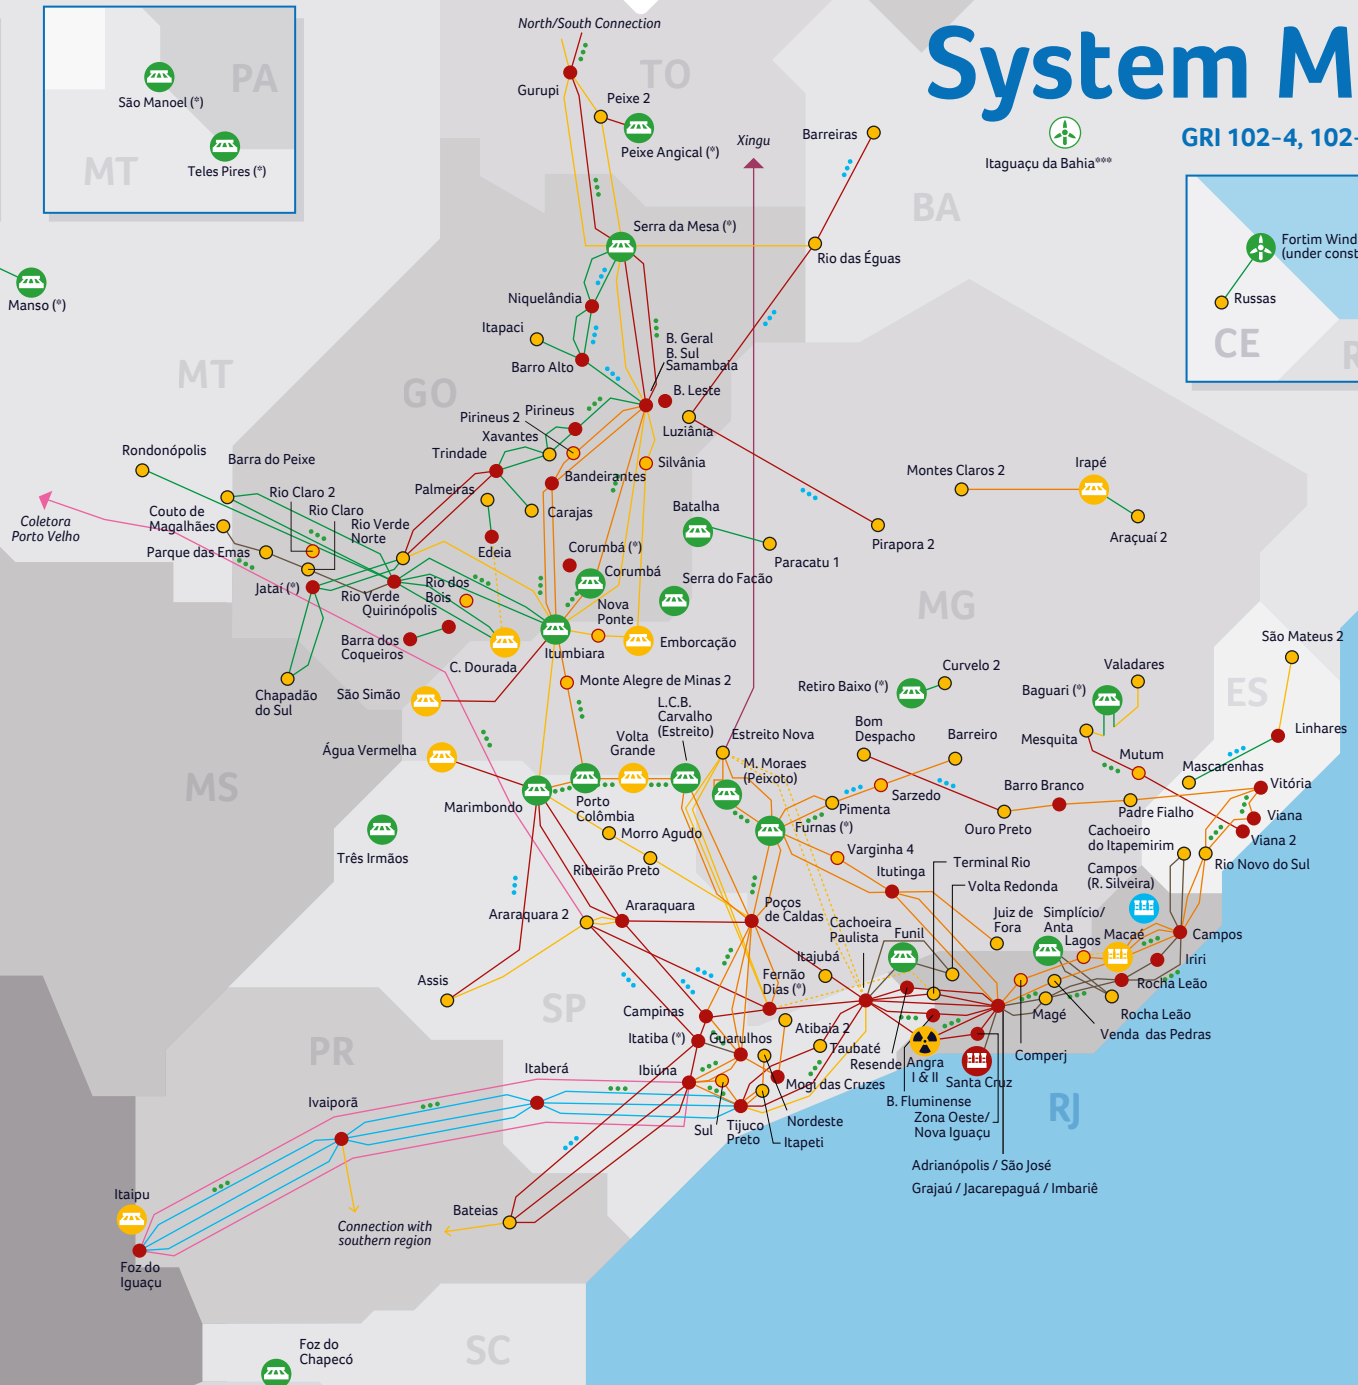 System M
GRI 102-4, 102-
North/South Connection
PA
MT
São Manoel (*)
Teles Pires (*)
TO
Gurupi
Peixe 2
Peixe Angical (*)
Xingu
Barreiras
Itaguaçu da Bahia***
BA
Serra da Mesa (*)
Rio das Éguas
Fortim Wind
(under const
Russas
CE
R
Manso (*)
MT
Niquelândia
Itapaci
Barro Alto
B. Geral
B. Sul
Samambaia
B. Leste
GO
Luziânia
Pirineus 2
Pirineus
Xavantes
Trindade
Silvânia
Bandeirantes
Palmeiras
Carajas
Edeia
Rondonópolis
Barra do Peixe
Rio Claro 2
Rio Claro
Couto de
Magalhães
Rio Verde
Norte
Parque das Emas
Coletora
Porto Velho
Jataí (*)
Rio Verde
Quirinópolis
Rio dos
Bois
Barra dos
Coqueiros
Chapadão
do Sul
Corumbá (*)
Corumbá
Nova
Ponte
Itumbiara
Emborcação
C. Dourada
São Simão
Batalha
Paracatu 1
Serra do Facão
Pirapora 2
Montes Claros 2
Irapé
Araçuaí 2
MG
Monte Alegre de Minas 2
Água Vermelha
MS
Marimbondo
Volta
Grande
L.C.B.
Carvalho
(Estreito)
Porto
Colômbia
Estreito Nova
M. Moraes
(Peixoto)
Furnas (*)
Retiro Baixo (*)
Curvelo 2
Bom
Despacho
Barreiro
Pimenta
Sarzedo
Baguari (*)
Valadares
Mesquita
Mutum
São Mateus 2
ES
Linhares
Mascarenhas
Vitória
Viana
Viana 2
Barro Branco
Padre Fialho
Ouro Preto
Cachoeiro
do Itapemirim
Rio Novo do Sul
Campos
(R. Silveira)
Três Irmãos
Morro Agudo
Ribeirão Preto
Varginha 4
Itutinga
Terminal Rio
Volta Redonda
Araraquara 2
Araraquara
Poços
de Caldas
Cachoeira
Paulista
Funil
Juiz de
Fora
Simplício/
Anta
Lagos
Macaé
Campos
Iriri
Rocha Leão
Rocha Leão
Magé
Venda das Pedras
Comperj
Assis
SP
Itajubá
Fernão
Dias (*)
Campinas
Itatiba (*)
Guarulhos
Atibaia 2
Taubaté
Resende
Angra
I & II
Santa Cruz
Ibiúna
Mogi das Cruzes
B. Fluminense
Zona Oeste/
Nova Iguaçu
RJ
Sul
Tijuco
Preto
Nordeste
Itapeti
Adrianópolis / São José
Grajaú / Jacarepaguá / Imbariê
PR
Itaberá
Ivaiporã
Itaipu
Foz do
Iguaçu
Connection with
southern region
Bateias
Foz do
Chapecó
SC